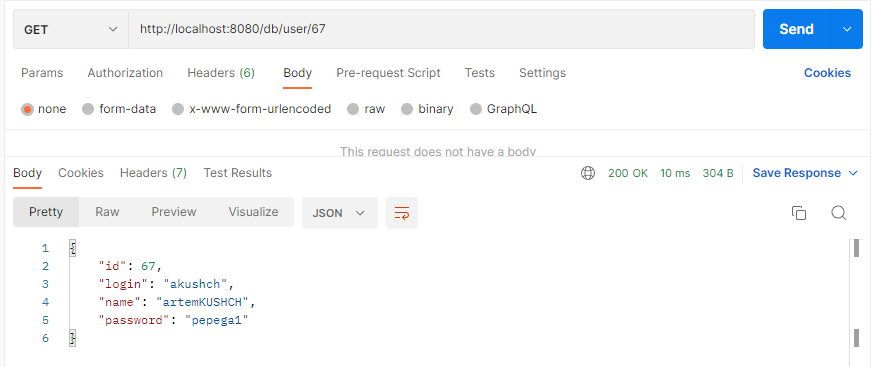 GET http://localhost:8080/db/user/67 Send
Params Authorization Headers (6) Body Pre-request Script Tests Settings Cookies
none form-data x-www-form-urlencoded raw binary GraphQL
This request does not have a body
Body Cookies Headers (7) Test Results 200 OK 10 ms 304 B Save Response
Pretty Raw Preview Visualize JSON
1 {
2 "id": 67,
3 "login": "akushch",
4 "name": "artemKUSHCH",
5 "password": "pepega1"
6 }